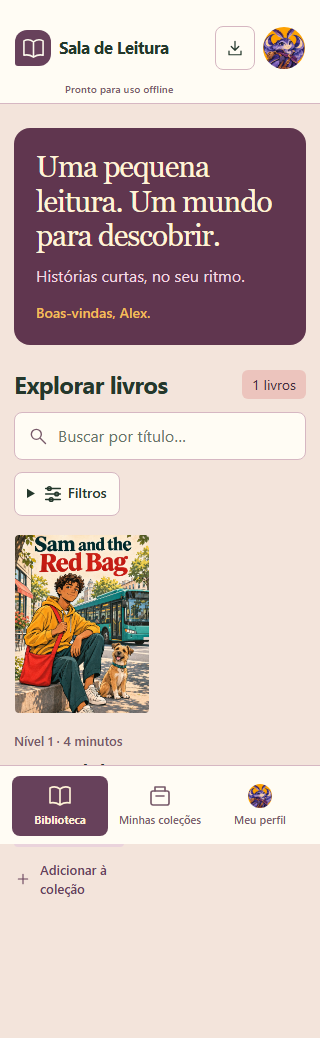 Sala de Leitura
Pronto para uso offline
Uma pequena
leitura. Um mundo
para descobrir.
Histórias curtas, no seu ritmo.
Boas-vindas, Alex.
Explorar livros
1 livros
Buscar por título...
Filtros
Sam and the
Red Bag
Nível 1 · 4 minutos
Biblioteca
Minhas coleções
Meu perfil
Adicionar à
coleção